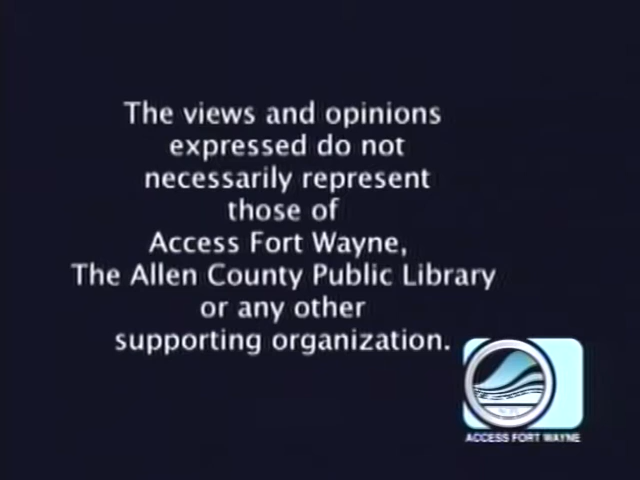 The views and opinions
expressed do not
necessarily represent
those of
Access Fort Wayne,
The Allen County Public Library
or any other
supporting organization.
ACCESS FORT WAYNE